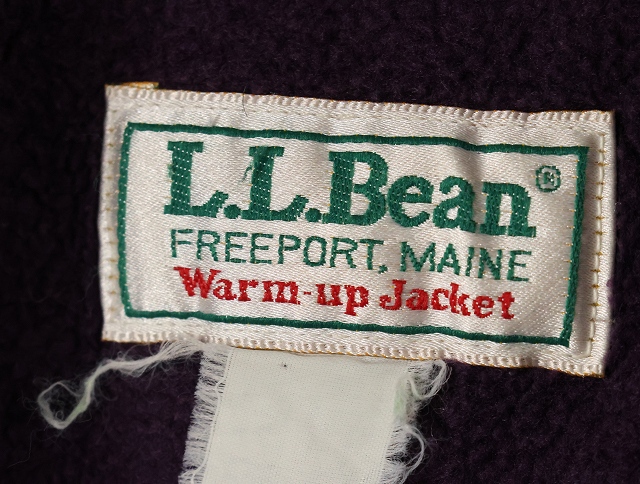 L.L.Bean®
FREEPORT, MAINE
Warm-up Jacket